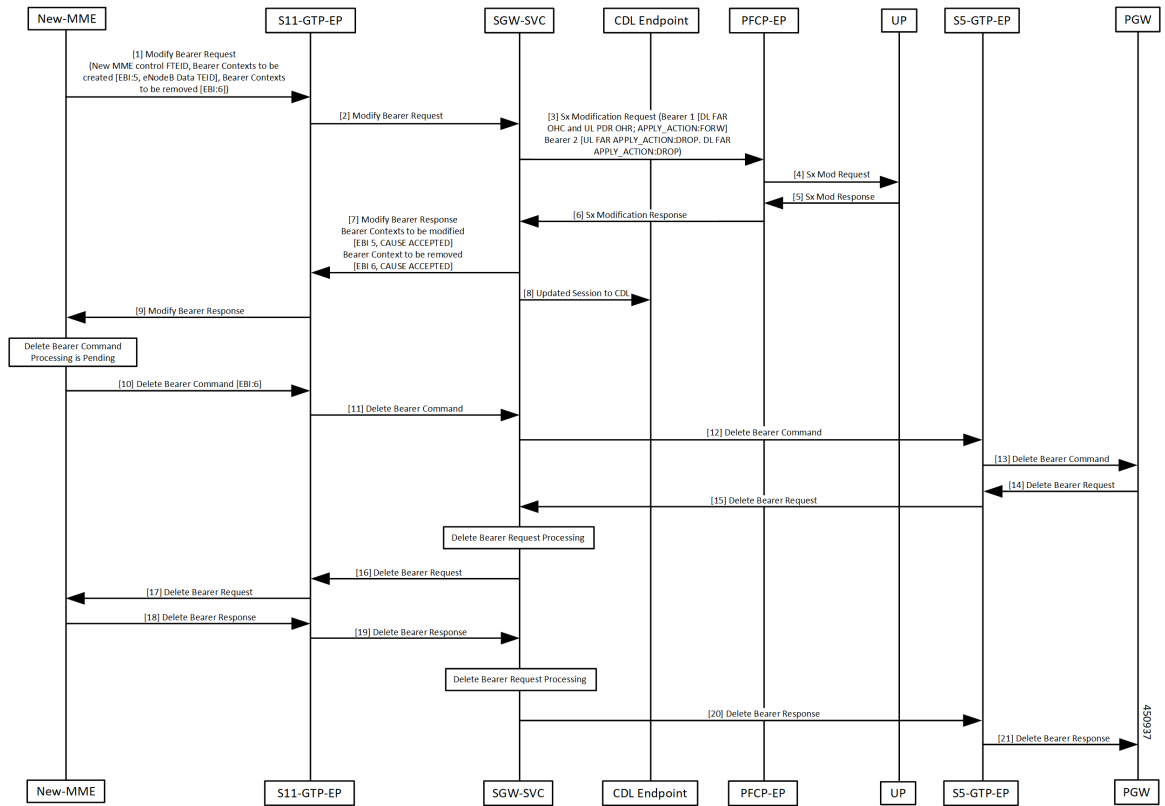 New-MME
S11-GTP-EP
SGW-SVC
CDL Endpoint
PFCP-EP
UP
S5-GTP-EP
PGW
[1] Modify Bearer Request
(New MME control FTEID, Bearer Contexts to be
created [EBI:5, eNodeB Data TEID], Bearer Contexts
to be removed [EBI:6])
[2] Modify Bearer Request
[3] Sx Modification Request (Bearer 1 [DL FAR
OHC and UL PDR OHR; APPLY_ACTION:FORW]
Bearer 2 [UL FAR APPLY_ACTION:DROP. DL FAR
APPLY_ACTION:DROP)
[4] Sx Mod Request
[5] Sx Mod Response
[6] Sx Modification Response
[7] Modify Bearer Response
Bearer Contexts to be modified
[EBI 5, CAUSE ACCEPTED]
Bearer Context to be removed
[EBI 6, CAUSE ACCEPTED]
[8] Updated Session to CDL
[9] Modify Bearer Response
Delete Bearer Command
Processing is Pending
[10] Delete Bearer Command [EBI:6]
[11] Delete Bearer Command
[12] Delete Bearer Command
[13] Delete Bearer Command
[14] Delete Bearer Request
[15] Delete Bearer Request
Delete Bearer Request Processing
[16] Delete Bearer Request
[17] Delete Bearer Request
[18] Delete Bearer Response
[19] Delete Bearer Response
Delete Bearer Request Processing
[20] Delete Bearer Response
[21] Delete Bearer Response
450937
New-MME
S11-GTP-EP
SGW-SVC
CDL Endpoint
PFCP-EP
UP
S5-GTP-EP
PGW